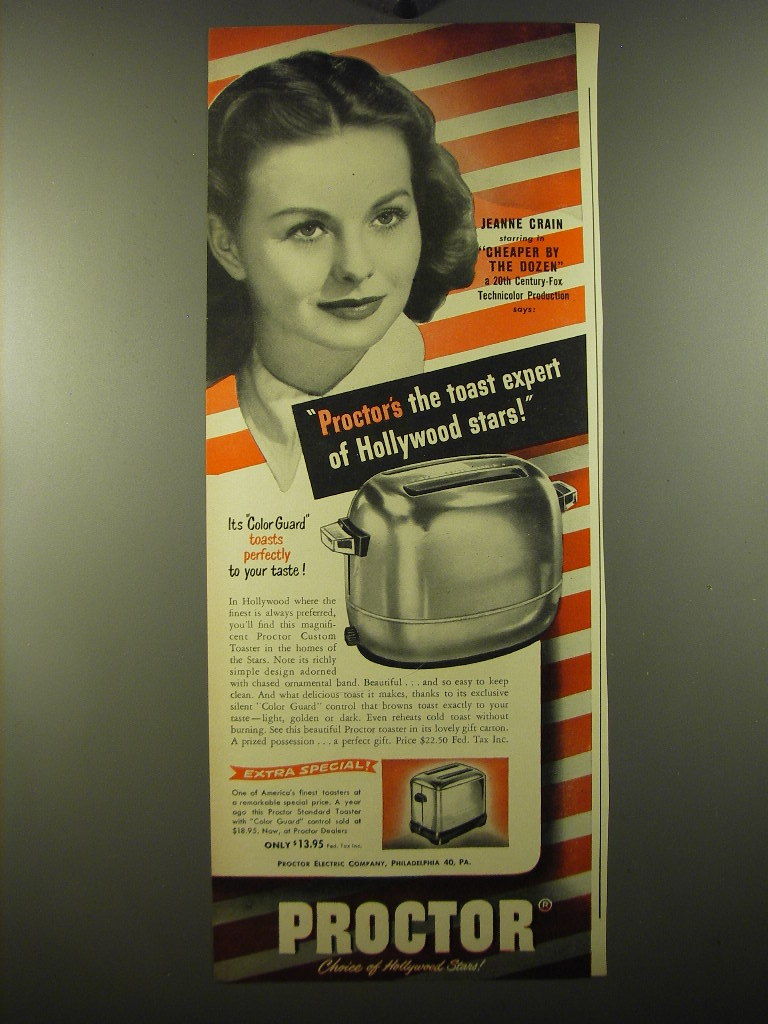 JEANNE CRAIN
starring in
"CHEAPER BY
THE DOZEN"
a 20th Century-Fox
Technicolor Production
says:
"Proctor's the toast expert
of Hollywood stars!"
Its "Color Guard"
toasts
perfectly
to your taste!
In Hollywood where the
finest is always preferred,
you'll find this magnifi-
cent Proctor Custom
Toaster in the homes of
the Stars. Note its richly
simple design adorned
with chased ornamental band. Beautiful . . . and so easy to keep
clean. And what delicious toast it makes, thanks to its exclusive
silent "Color Guard" control that browns toast exactly to your
taste—light, golden or dark. Even reheats cold toast without
burning. See this beautiful Proctor toaster in its lovely gift carton.
A prized possession . . . a perfect gift. Price $22.50 Fed. Tax Inc.
EXTRA SPECIAL!
One of America's finest toasters at
a remarkable special price. A year
ago this Proctor Standard Toaster
with "Color Guard" control sold at
$18.95. Now, at Proctor Dealers
ONLY $13.95 Fed. Tax Inc.
PROCTOR ELECTRIC COMPANY, PHILADELPHIA 40, PA.
PROCTOR®
Choice of Hollywood Stars!